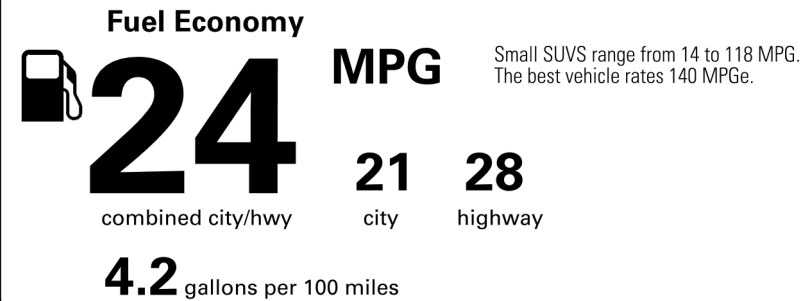 Fuel Economy
24
MPG
Small SUVS range from 14 to 118 MPG.
The best vehicle rates 140 MPGe.
21 28
combined city/hwy city highway
4.2 gallons per 100 miles